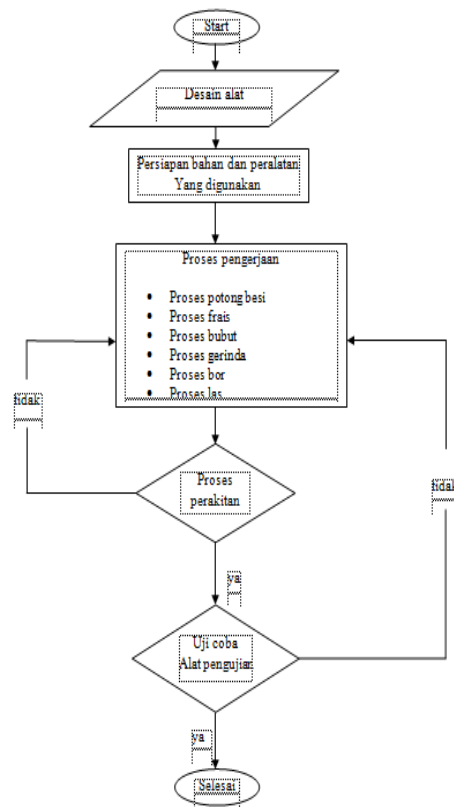 Start
Desain alat
Persiapan bahan dan peralatan
Yang digunakan
Proses pengerjaan
• Proses potong besi
• Proses frais
• Proses bubut
• Proses gerinda
• Proses bor
• Proses las
tidak
Proses
perakitan
tidak
ya
Uji coba
Alat pengujian
ya
Selesai